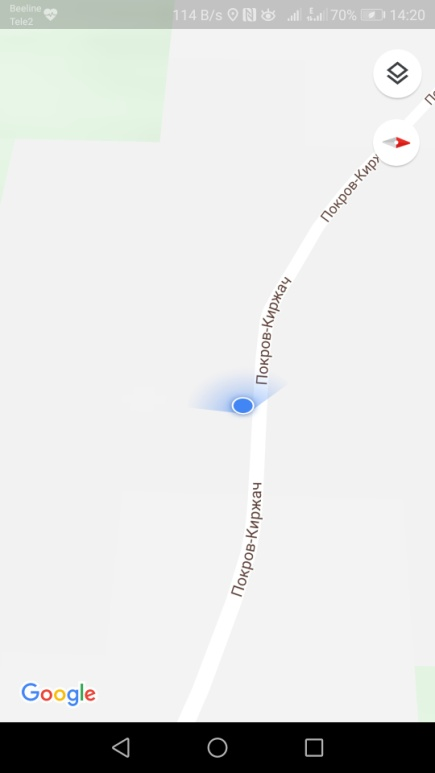 Beeline
Tele2
114 B/s
70%
14:20
Покров-Кирж
Покров-Киржач
Покров-Киржач
Google